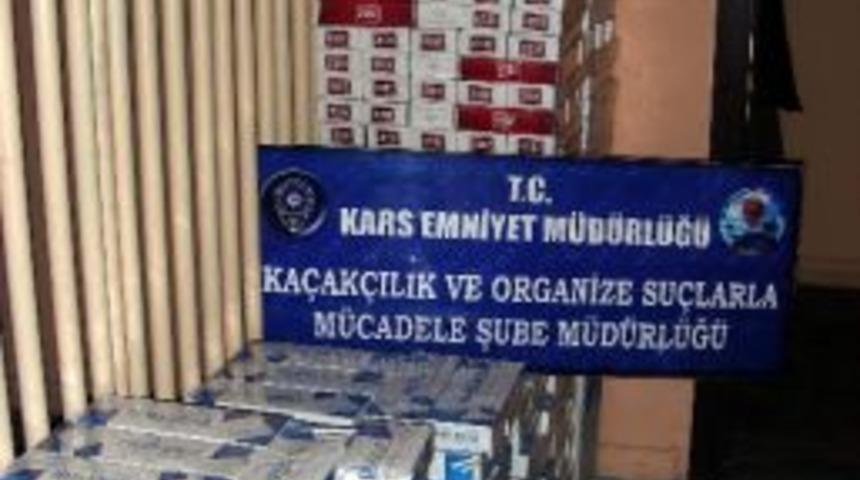 T.C.
KARS EMNİYET MÜDÜRLÜĞÜ
KAÇAKÇILIK VE ORGANİZE SUÇLARLA
MÜCADELE ŞUBE MÜDÜRLÜĞÜ